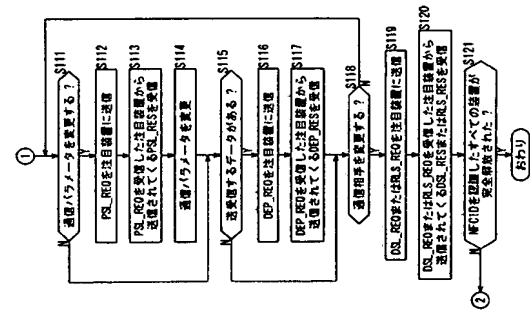 1
S111
通信パラメータを変更する?
N
Y
S112
PSL_REQを注目装置に送信
S113
PSL_REQを受信した注目装置から
送信されてくるPSL_RESを受信
S114
通信パラメータを変更
S115
送受信するデータがある?
N
Y
S116
DEP_REQを注目装置に送信
S117
DEP_REQを受信した注目装置から
送信されてくるDEP_RESを受信
S118
通信相手を変更する?
N
Y
S119
DSL_REQまたはRLS_REQを注目装置に送信
S120
DSL_REQまたはRLS_REQを受信した注目装置から
送信されてくるDSL_RESまたはRLS_RESを受信
S121
NFCIDを認識したすべての装置が
完全解放された?
N
Y
2
おわり